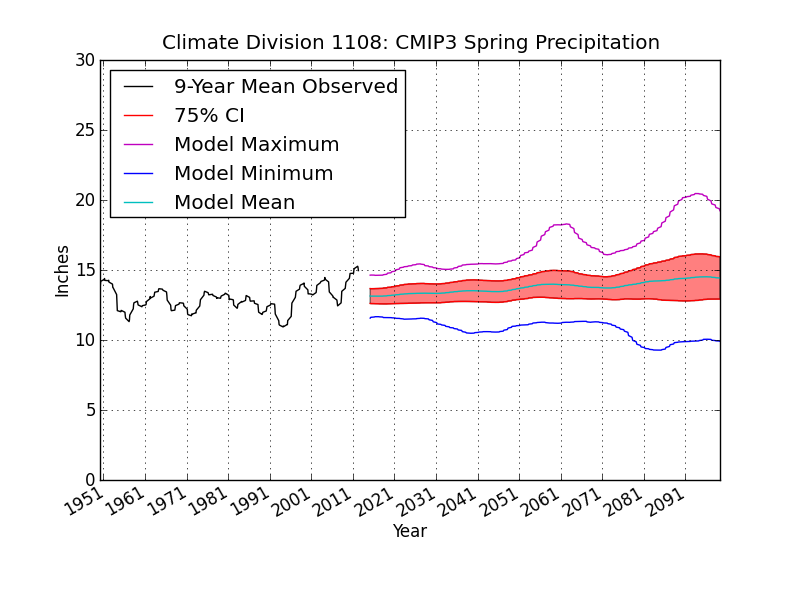 Climate Division 1108: CMIP3 Spring Precipitation
30
25
20
15
10
5
0
Inches
9-Year Mean Observed
75% CI
Model Maximum
Model Minimum
Model Mean
1951 1961 1971 1981 1991 2001 2011 2021 2031 2041 2051 2061 2071 2081 2091
Year